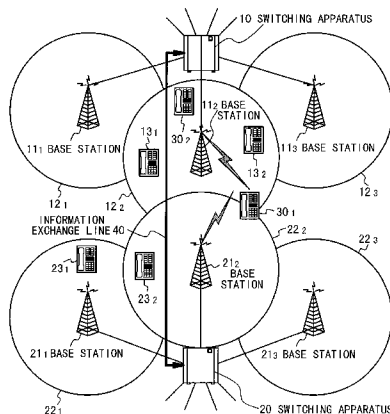 10 SWITCHING APPARATUS
11₂ BASE
STATION
30₂
13₁
13₂
11₁ BASE STATION
11₃ BASE STATION
12₁
12₂
12₃
30₁
INFORMATION
EXCHANGE LINE 40
23₁
22₂
22₃
23₂
21₂
BASE
STATION
21₁ BASE STATION
21₃ BASE STATION
22₁
20 SWITCHING APPARATUS